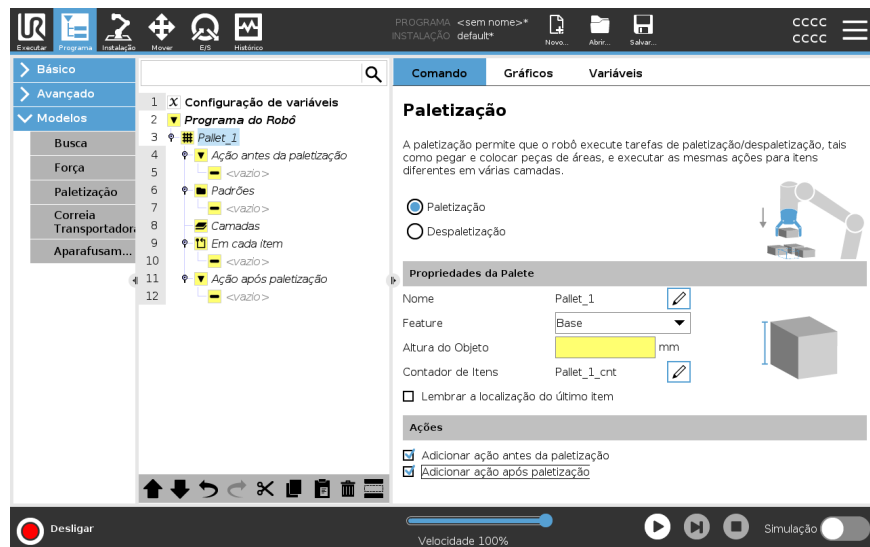 PROGRAMA <sem nome>*
INSTALAÇÃO default*
Executar
Programa
Instalação
Mover
E/S
Histórico
Novo...
Abrir...
Salvar...
CCCC
CCCC
Básico
Avançado
Modelos
Busca
Força
Paletização
Correia
Transportador
Aparafusam...
1 X Configuração de variáveis
2 Programa do Robô
3 Pallet_1
4 Ação antes da paletização
5 <vazio>
6 Padrões
7 <vazio>
8 Camadas
9 Em cada item
10 <vazio>
11 Ação após paletização
12 <vazio>
Comando
Gráficos
Variáveis
Paletização
A paletização permite que o robô execute tarefas de paletização/despaletização, tais
como pegar e colocar peças de áreas, e executar as mesmas ações para itens
diferentes em várias camadas.
Paletização
Despaletização
Propriedades da Palete
Nome Pallet_1
Feature Base
Altura do Objeto mm
Contador de Itens Pallet_1_cnt
Lembrar a localização do último item
Ações
Adicionar ação antes da paletização
Adicionar ação após paletização
Desligar
Velocidade 100%
Simulação